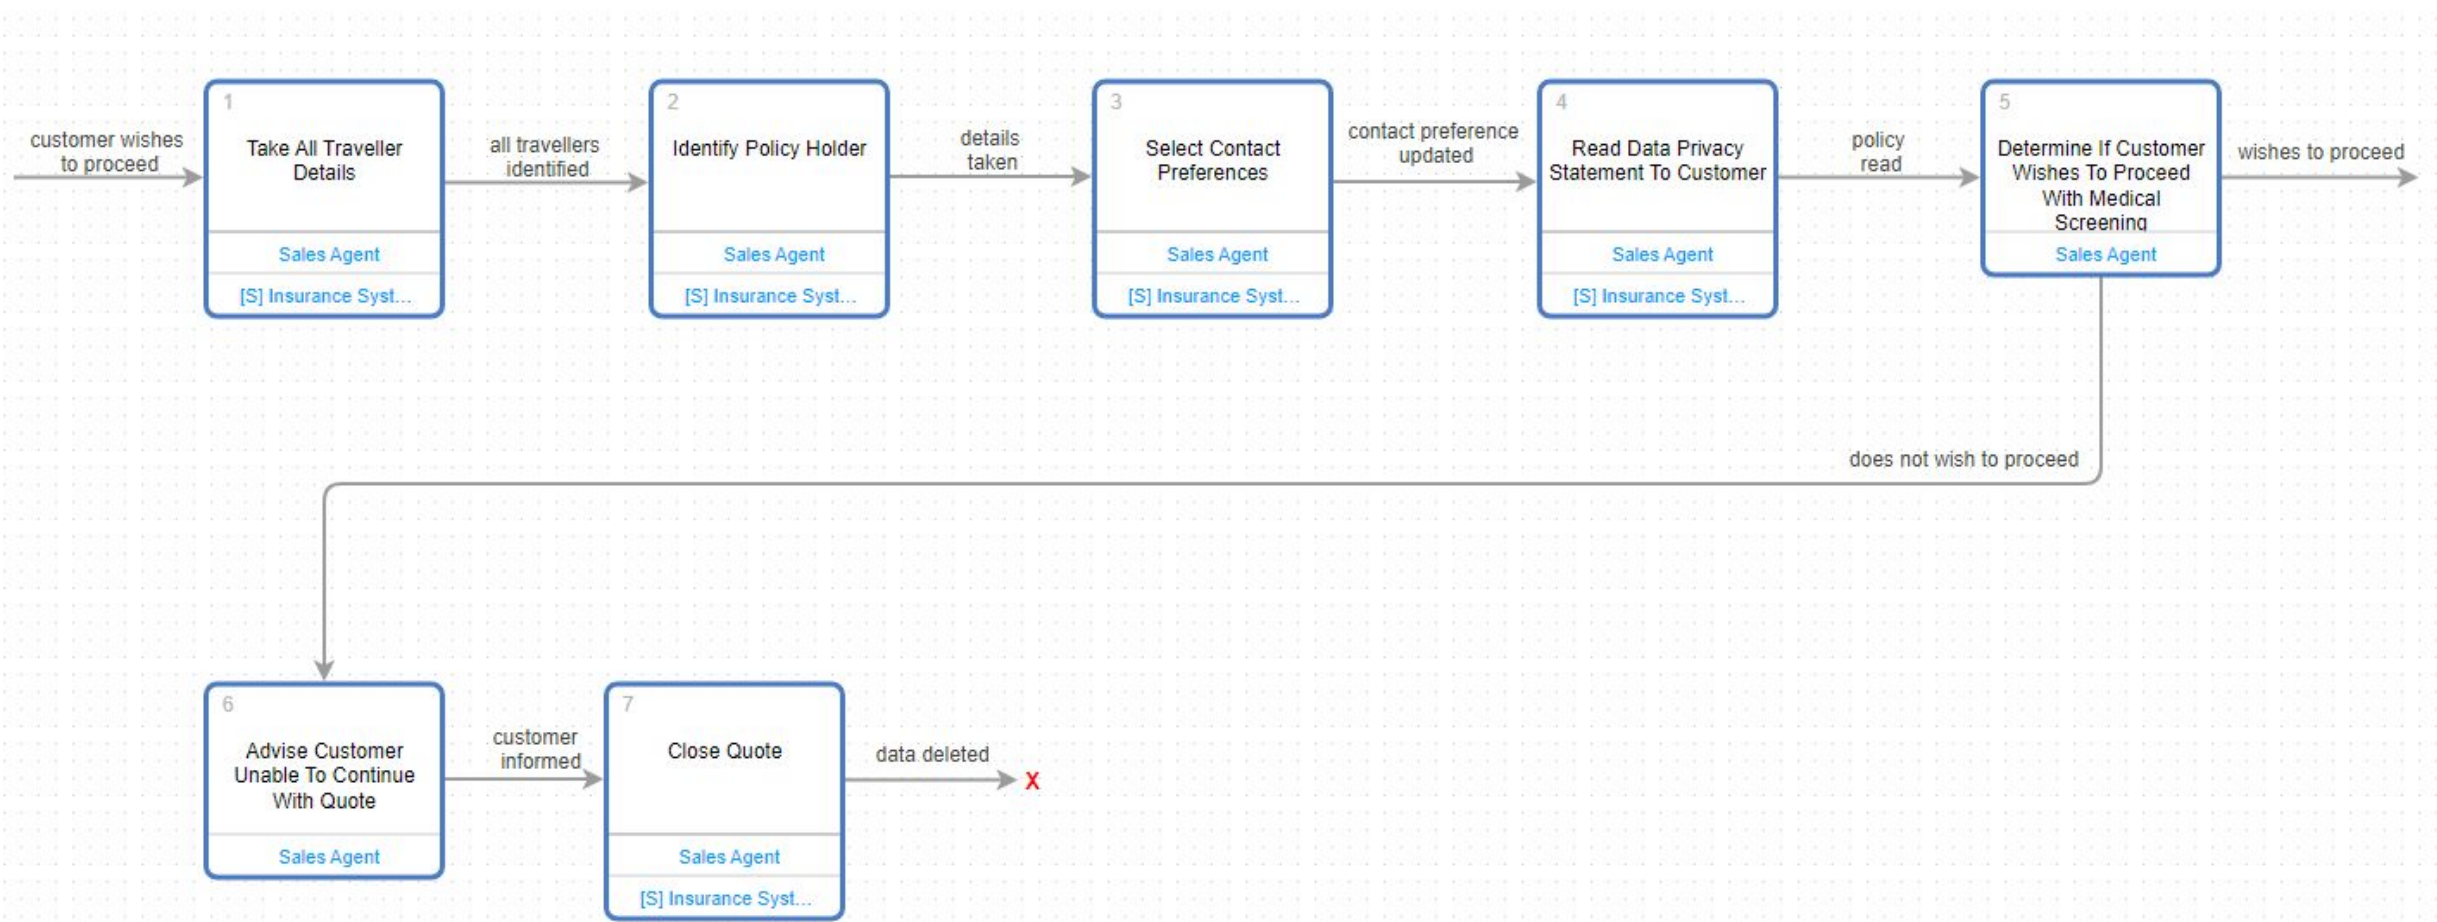 customer wishes
to proceed
1
Take All Traveller
Details
Sales Agent
[S] Insurance Syst...
all travellers
identified
2
Identify Policy Holder
Sales Agent
[S] Insurance Syst...
details
taken
3
Select Contact
Preferences
Sales Agent
[S] Insurance Syst...
contact preference
updated
4
Read Data Privacy
Statement To Customer
Sales Agent
[S] Insurance Syst...
policy
read
5
Determine If Customer
Wishes To Proceed
With Medical
Screening
Sales Agent
wishes to proceed
does not wish to proceed
6
Advise Customer
Unable To Continue
With Quote
Sales Agent
customer
informed
7
Close Quote
Sales Agent
[S] Insurance Syst...
data deleted
X